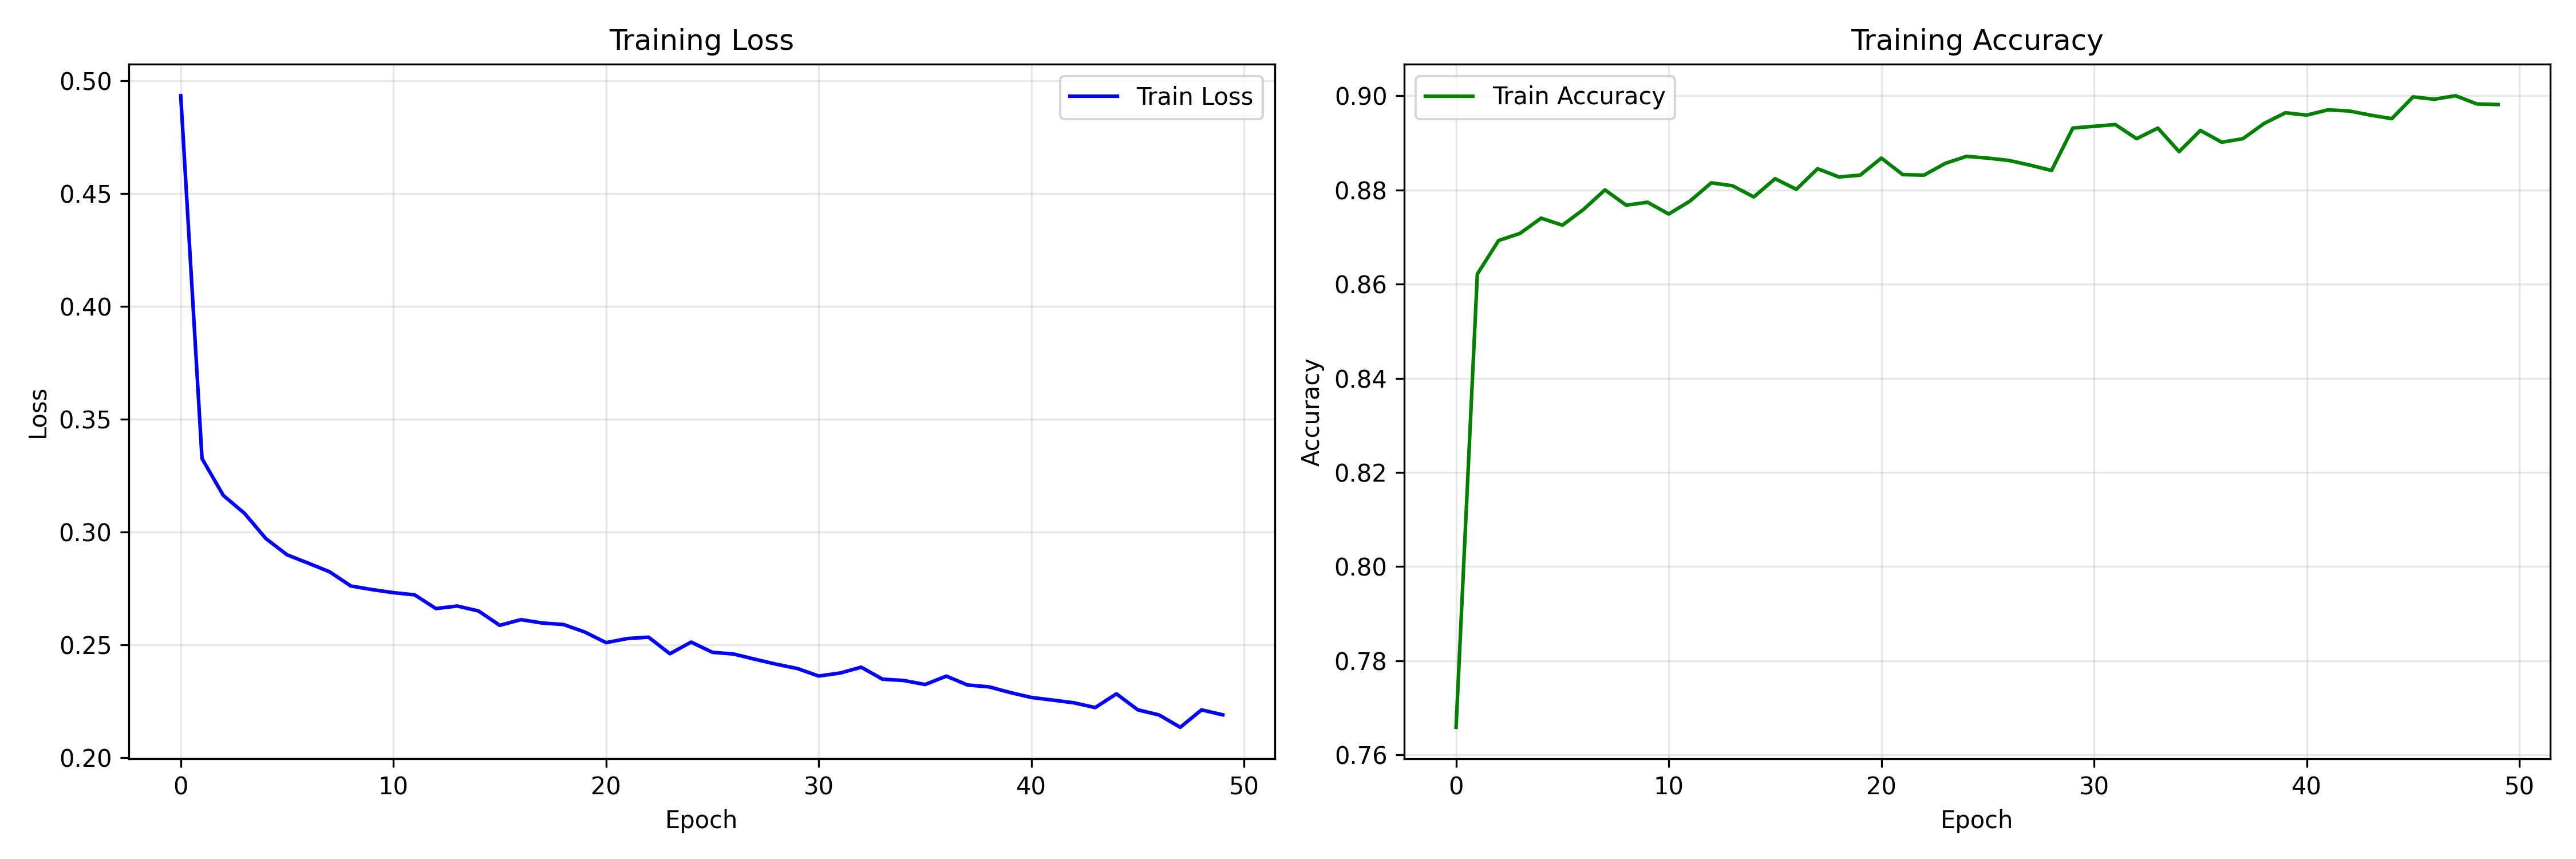 Training Loss
Train Loss
0.50
0.45
0.40
0.35
0.30
0.25
0.20
Loss
0 10 20 30 40 50
Epoch
Training Accuracy
Train Accuracy
0.90
0.88
0.86
0.84
0.82
0.80
0.78
0.76
Accuracy
0 10 20 30 40 50
Epoch